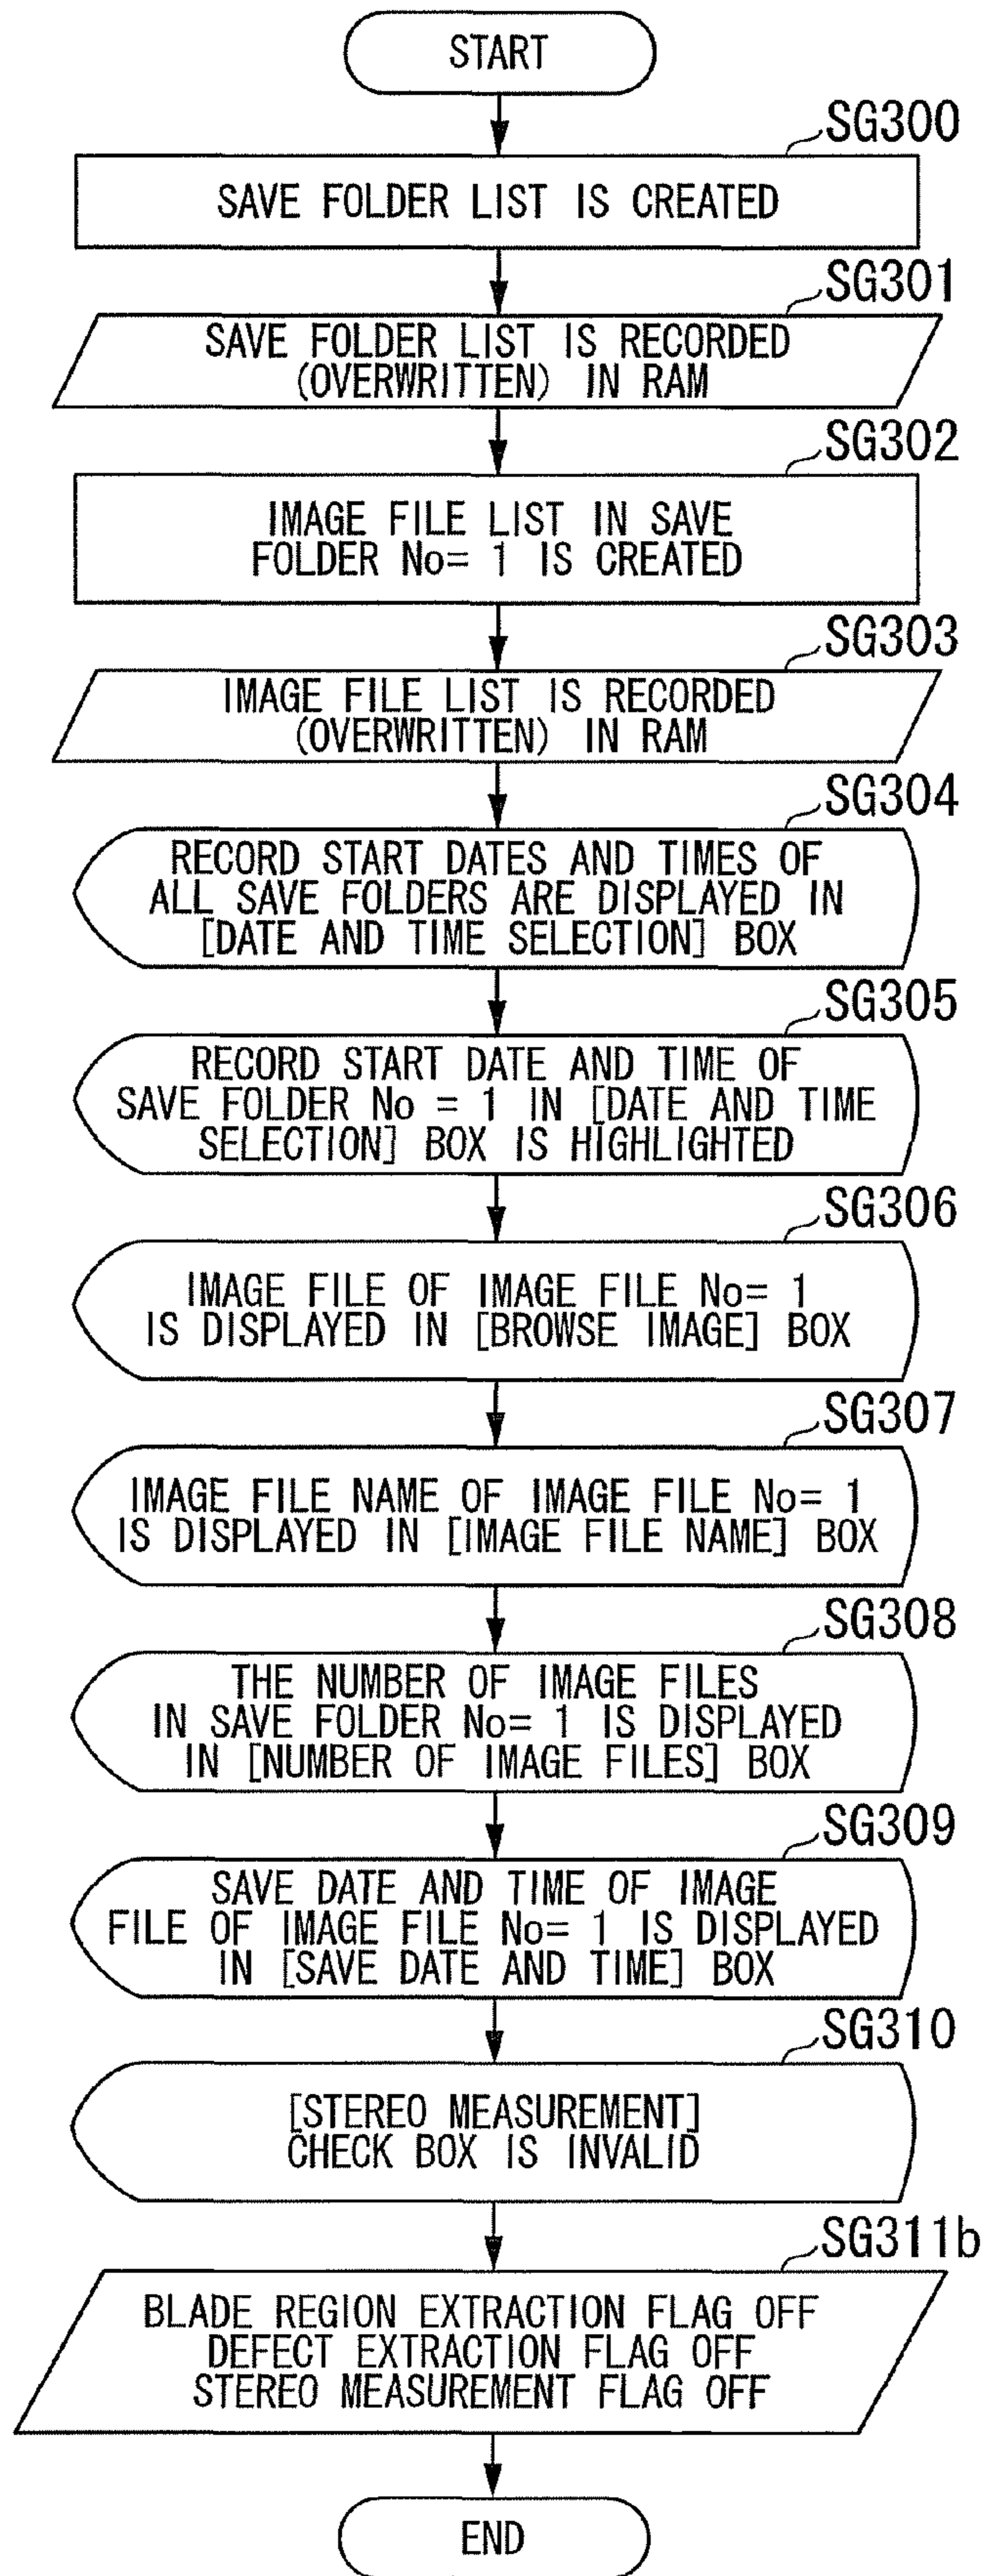 START
SG300
SAVE FOLDER LIST IS CREATED
SG301
SAVE FOLDER LIST IS RECORDED
(OVERWRITTEN) IN RAM
SG302
IMAGE FILE LIST IN SAVE
FOLDER No= 1 IS CREATED
SG303
IMAGE FILE LIST IS RECORDED
(OVERWRITTEN) IN RAM
SG304
RECORD START DATES AND TIMES OF
ALL SAVE FOLDERS ARE DISPLAYED IN
[DATE AND TIME SELECTION] BOX
SG305
RECORD START DATE AND TIME OF
SAVE FOLDER No = 1 IN [DATE AND TIME
SELECTION] BOX IS HIGHLIGHTED
SG306
IMAGE FILE OF IMAGE FILE No= 1
IS DISPLAYED IN [BROWSE IMAGE] BOX
SG307
IMAGE FILE NAME OF IMAGE FILE No= 1
IS DISPLAYED IN [IMAGE FILE NAME] BOX
SG308
THE NUMBER OF IMAGE FILES
IN SAVE FOLDER No= 1 IS DISPLAYED
IN [NUMBER OF IMAGE FILES] BOX
SG309
SAVE DATE AND TIME OF IMAGE
FILE OF IMAGE FILE No= 1 IS DISPLAYED
IN [SAVE DATE AND TIME] BOX
SG310
[STEREO MEASUREMENT]
CHECK BOX IS INVALID
SG311b
BLADE REGION EXTRACTION FLAG OFF
DEFECT EXTRACTION FLAG OFF
STEREO MEASUREMENT FLAG OFF
END